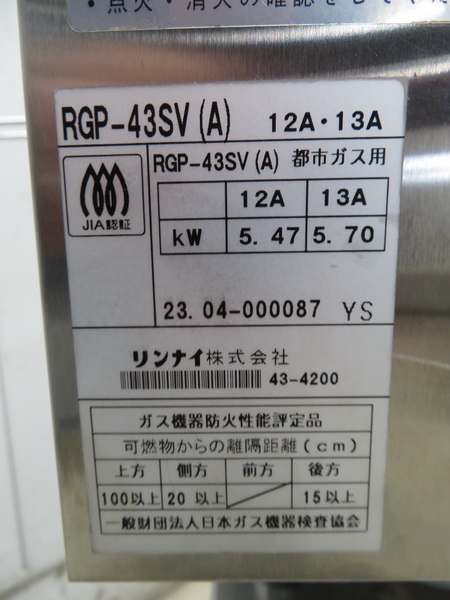 ・点火・消火の確認をして
RGP-43SV(A) 12A・13A
JIA認証
RGP-43SV(A) 都市ガス用
12A 13A
kW 5.47 5.70
23.04-000087 YS
リンナイ株式会社
43-4200
ガス機器防火性能評定品
可燃物からの離隔距離(cm)
上方 側方 前方 後方
100以上 20以上 15以上
一般財団法人日本ガス機器検査協会